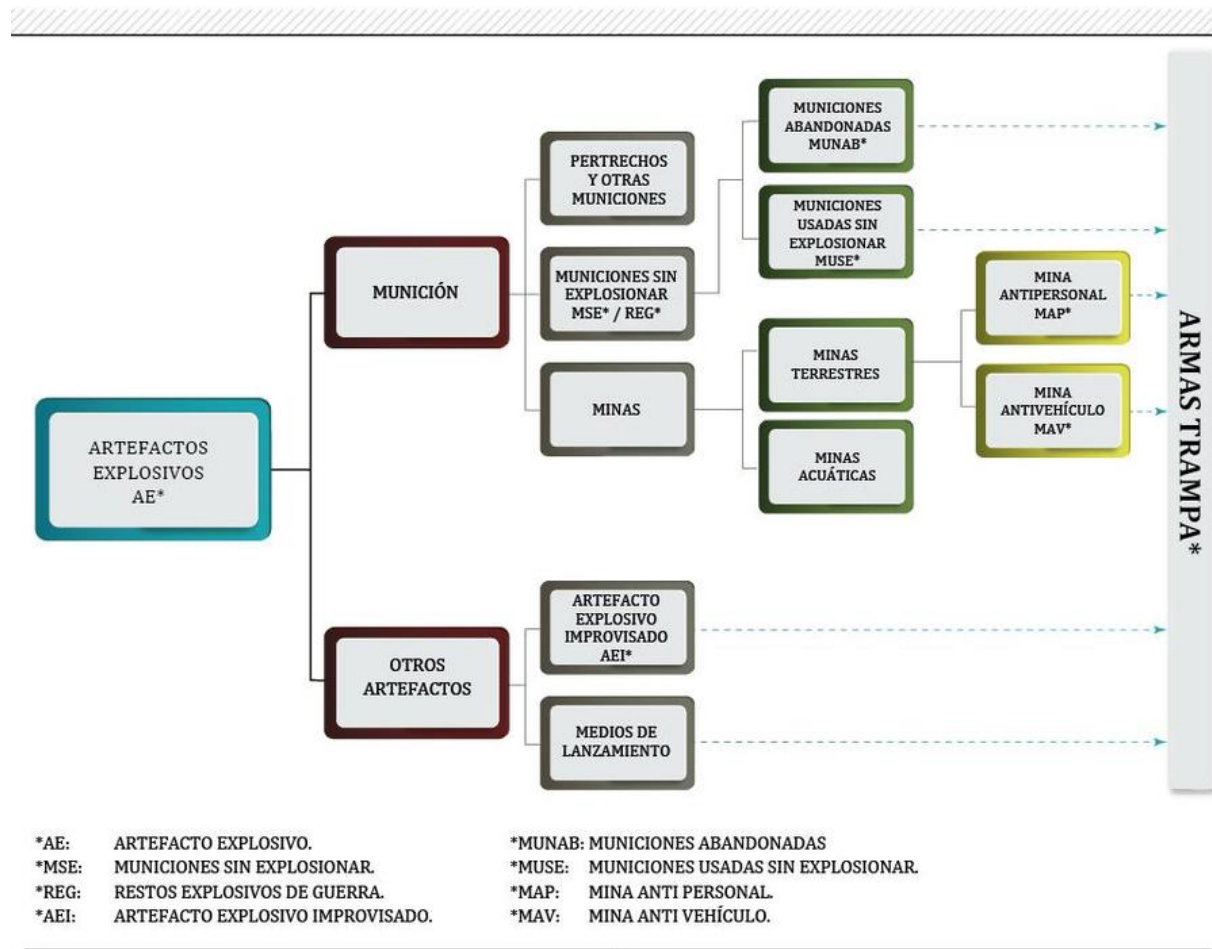 ARTEFACTOS
EXPLOSIVOS
AE*
MUNICIÓN
OTROS
ARTEFACTOS
PERTRECHOS
Y OTRAS
MUNICIONES
MUNICIONES SIN
EXPLOSIONAR
MSE* / REG*
MINAS
ARTEFACTO
EXPLOSIVO
IMPROVISADO
AEI*
MEDIOS DE
LANZAMIENTO
MUNICIONES
ABANDONADAS
MUNAB*
MUNICIONES
USADAS SIN
EXPLOSIONAR
MUSE*
MINAS
TERRESTRES
MINAS
ACUÁTICAS
MINA
ANTIPERSONAL
MAP*
MINA
ANTIVEHÍCULO
MAV*
ARMAS TRAMPA*
*AE: ARTEFACTO EXPLOSIVO.
*MSE: MUNICIONES SIN EXPLOSIONAR.
*REG: RESTOS EXPLOSIVOS DE GUERRA.
*AEI: ARTEFACTO EXPLOSIVO IMPROVISADO.
*MUNAB: MUNICIONES ABANDONADAS
*MUSE: MUNICIONES USADAS SIN EXPLOSIONAR.
*MAP: MINA ANTI PERSONAL.
*MAV: MINA ANTI VEHÍCULO.